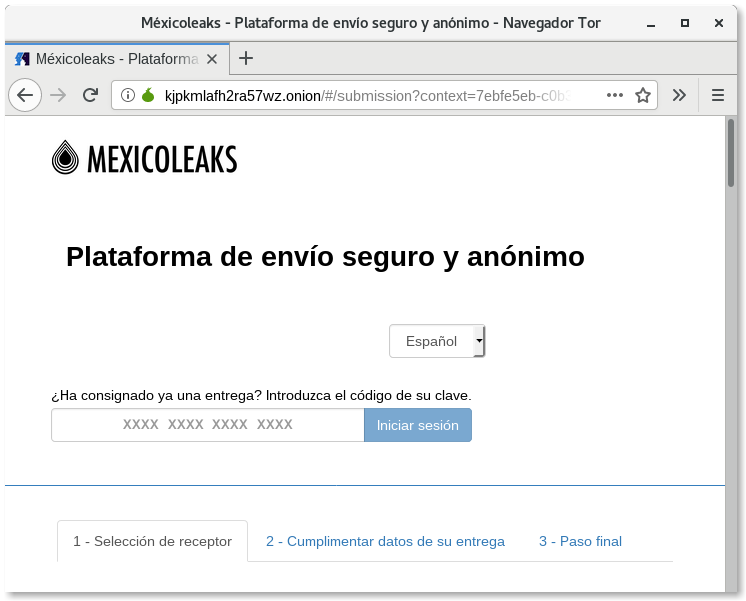 Méxicoleaks - Plataforma de envío seguro y anónimo - Navegador Tor
Méxicoleaks - Plataforma
kjpkmlafh2ra57wz.onion/#/submission?context=7ebfe5eb-c0b
MEXICOLEAKS
Plataforma de envío seguro y anónimo
Español
¿Ha consignado ya una entrega? Introduzca el código de su clave.
XXXX XXXX XXXX XXXX
Iniciar sesión
1 - Selección de receptor
2 - Cumplimentar datos de su entrega
3 - Paso final